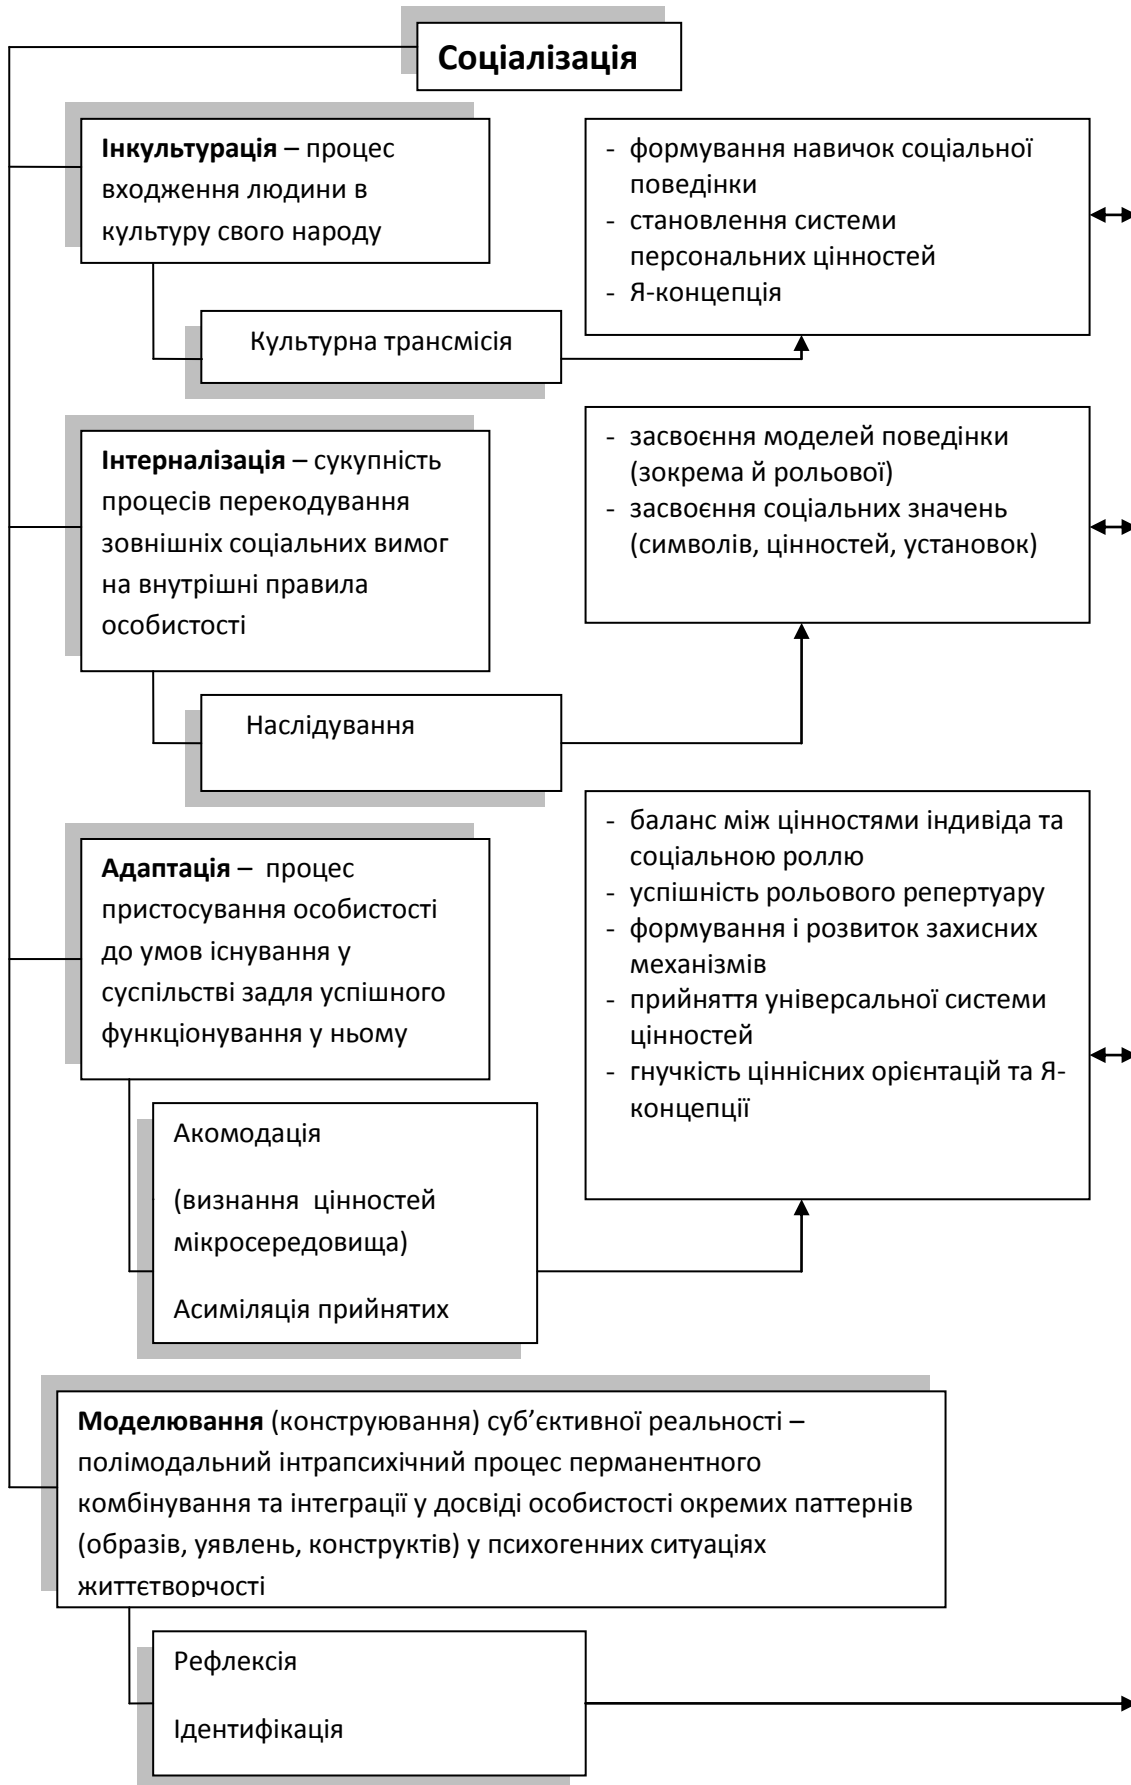 Соціалізація
Інкультурація – процес
входження людини в
культуру свого народу
- формування навичок соціальної
поведінки
- становлення системи
персональних цінностей
- Я-концепція
Культурна трансмісія
Інтерналізація – сукупність
процесів перекодування
зовнішніх соціальних вимог
на внутрішні правила
особистості
- засвоєння моделей поведінки
(зокрема й рольової)
- засвоєння соціальних значень
(символів, цінностей, установок)
Наслідування
Адаптація – процес
пристосування особистості
до умов існування у
суспільстві задля успішного
функціонування у ньому
- баланс між цінностями індивіда та
соціальною роллю
- успішність рольового репертуару
- формування і розвиток захисних
механізмів
- прийняття універсальної системи
цінностей
- гнучкість ціннісних орієнтацій та Я-
концепції
Акомодація
(визнання цінностей
мікросередовища)
Асиміляція прийнятих
Моделювання (конструювання) суб’єктивної реальності –
полімодальний інтрапсихічний процес перманентного
комбінування та інтеграції у досвіді особистості окремих паттернів
(образів, уявлень, конструктів) у психогенних ситуаціях
життєтворчості
Рефлексія
Ідентифікація